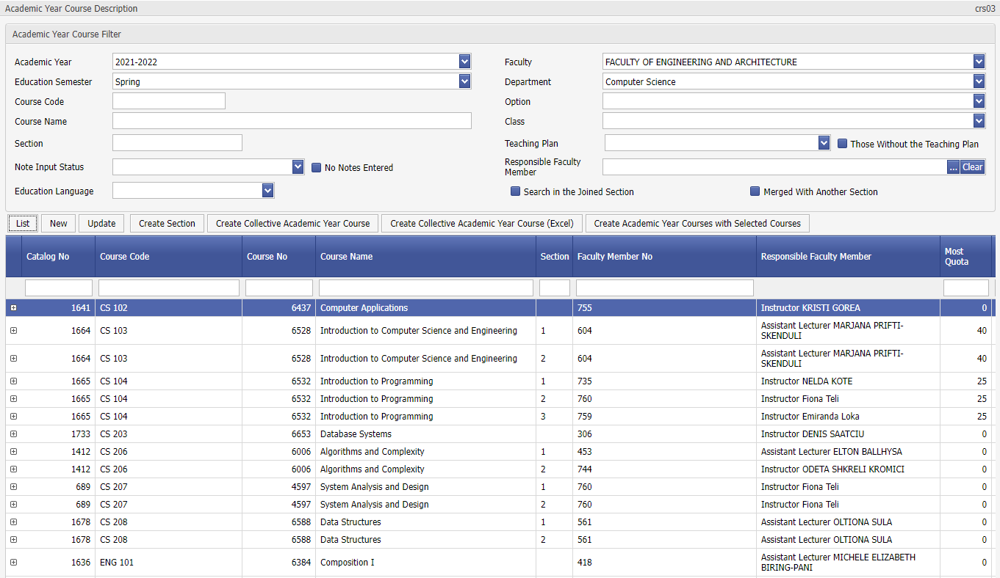 Academic Year Course Description crs03
Academic Year Course Filter
Academic Year 2021-2022 Faculty FACULTY OF ENGINEERING AND ARCHITECTURE
Education Semester Spring Department Computer Science
Course Code Option
Course Name Class
Section Teaching Plan Those Without the Teaching Plan
Note Input Status No Notes Entered Responsible Faculty Member ... Clear
Education Language Search in the Joined Section Merged With Another Section
List New Update Create Section Create Collective Academic Year Course Create Collective Academic Year Course (Excel) Create Academic Year Courses with Selected Courses
Catalog No Course Code Course No Course Name Section Faculty Member No Responsible Faculty Member Most Quota
1641 CS 102 6437 Computer Applications 755 Instructor KRISTI GOREA 0
1664 CS 103 6528 Introduction to Computer Science and Engineering 1 604 Assistant Lecturer MARJANA PRIFTI-SKENDULI 40
1664 CS 103 6528 Introduction to Computer Science and Engineering 2 604 Assistant Lecturer MARJANA PRIFTI-SKENDULI 40
1665 CS 104 6532 Introduction to Programming 1 735 Instructor NELDA KOTE 25
1665 CS 104 6532 Introduction to Programming 2 760 Instructor Fiona Teli 25
1665 CS 104 6532 Introduction to Programming 3 759 Instructor Emiranda Loka 25
1733 CS 203 6653 Database Systems 306 Instructor DENIS SAATCIU 0
1412 CS 206 6006 Algorithms and Complexity 1 453 Assistant Lecturer ELTON BALLHYSA 0
1412 CS 206 6006 Algorithms and Complexity 2 744 Instructor ODETA SHKRELI KROMICI 0
689 CS 207 4597 System Analysis and Design 1 760 Instructor Fiona Teli 0
689 CS 207 4597 System Analysis and Design 2 760 Instructor Fiona Teli 0
1678 CS 208 6588 Data Structures 1 561 Assistant Lecturer OLTIONA SULA 0
1678 CS 208 6588 Data Structures 2 561 Assistant Lecturer OLTIONA SULA 0
1636 ENG 101 6384 Composition I 418 Assistant Lecturer MICHELE ELIZABETH BIRING-PANI 0